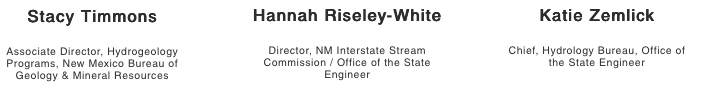 Stacy Timmons
Associate Director, Hydrogeology
Programs, New Mexico Bureau of
Geology & Mineral Resources
Hannah Riseley-White
Director, NM Interstate Stream
Commission / Office of the State
Engineer
Katie Zemlick
Chief, Hydrology Bureau, Office of
the State Engineer